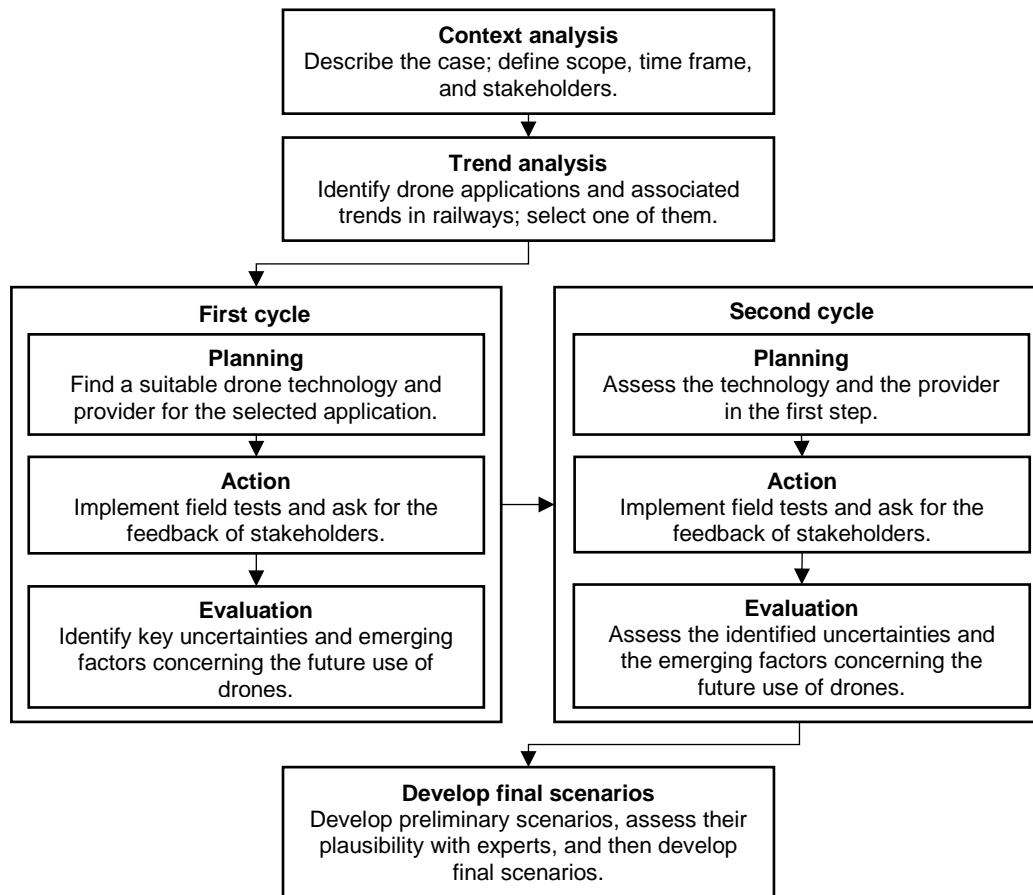 Context analysis
Describe the case; define scope, time frame,
and stakeholders.
Trend analysis
Identify drone applications and associated
trends in railways; select one of them.
First cycle
Planning
Find a suitable drone technology and
provider for the selected application.
Action
Implement field tests and ask for the
feedback of stakeholders.
Evaluation
Identify key uncertainties and emerging
factors concerning the future use of
drones.
Second cycle
Planning
Assess the technology and the provider
in the first step.
Action
Implement field tests and ask for the
feedback of stakeholders.
Evaluation
Assess the identified uncertainties and
the emerging factors concerning the
future use of drones.
Develop final scenarios
Develop preliminary scenarios, assess their
plausibility with experts, and then develop
final scenarios.